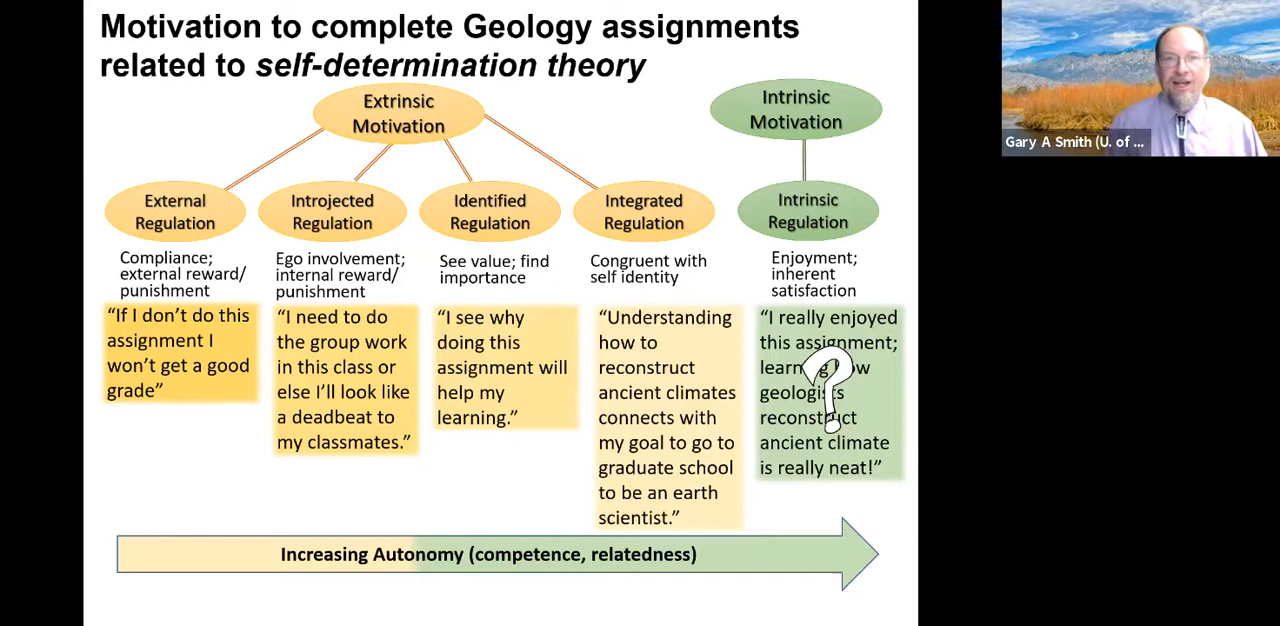 Motivation to complete Geology assignments
related to self-determination theory
Extrinsic
Motivation
Intrinsic
Motivation
External
Regulation
Introjected
Regulation
Identified
Regulation
Integrated
Regulation
Intrinsic
Regulation
Compliance;
external reward/
punishment
Ego involvement;
internal reward/
punishment
See value; find
importance
Congruent with
self identity
Enjoyment;
inherent
satisfaction
“If I don’t do this
assignment I
won’t get a good
grade”
“I need to do
the group work
in this class or
else I’ll look like
a deadbeat to
my classmates.”
“I see why
doing this
assignment will
help my
learning.”
“Understanding
how to
reconstruct
ancient climates
connects with
my goal to go to
graduate school
to be an earth
scientist.”
“I really enjoyed
this assignment;
learning how
geologists
reconstruct
ancient climate
is really neat!”
?
Increasing Autonomy (competence, relatedness)
Gary A Smith (U. of ...